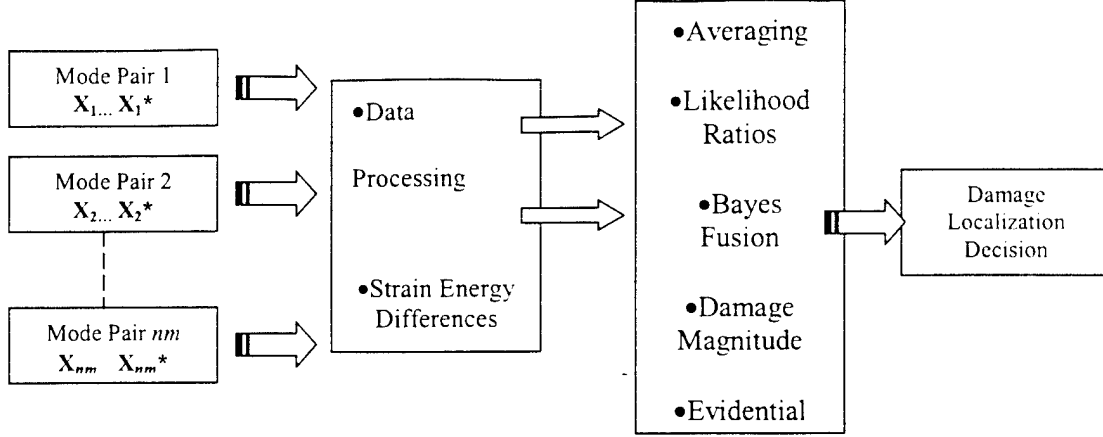 Mode Pair 1
X₁... X₁*
Mode Pair 2
X₂... X₂*
Mode Pair nm
Xₙₘ Xₙₘ*
•Data
Processing
•Strain Energy
Differences
•Averaging
•Likelihood
Ratios
•Bayes
Fusion
•Damage
Magnitude
•Evidential
Damage
Localization
Decision